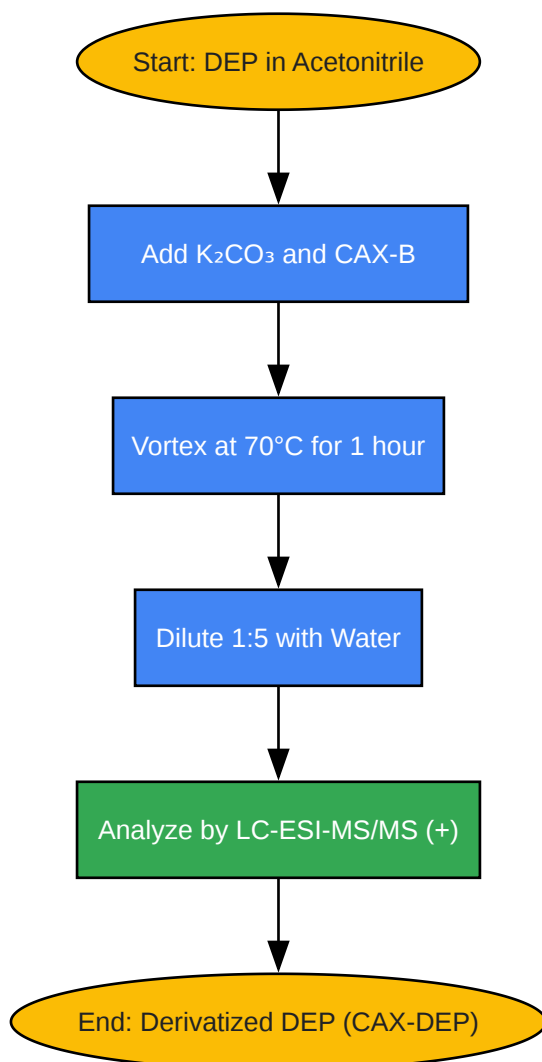 Start: DEP in Acetonitrile
Add K₂CO₃ and CAX-B
Vortex at 70°C for 1 hour
Dilute 1:5 with Water
Analyze by LC-ESI-MS/MS (+)
End: Derivatized DEP (CAX-DEP)